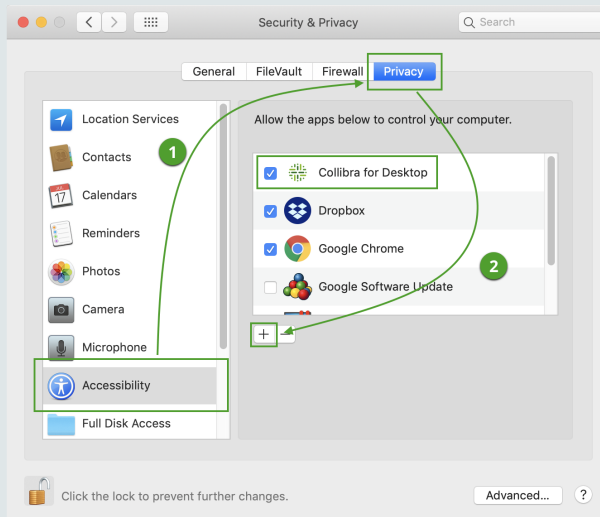 Security & Privacy
Search
General FileVault Firewall Privacy
Location Services
Contacts
Calendars
JUL
17
Reminders
Photos
Camera
Microphone
Accessibility
Full Disk Access
1
Allow the apps below to control your computer.
Collibra for Desktop
Dropbox
Google Chrome
Google Software Update
2
+ −
Click the lock to prevent further changes.
Advanced... ?